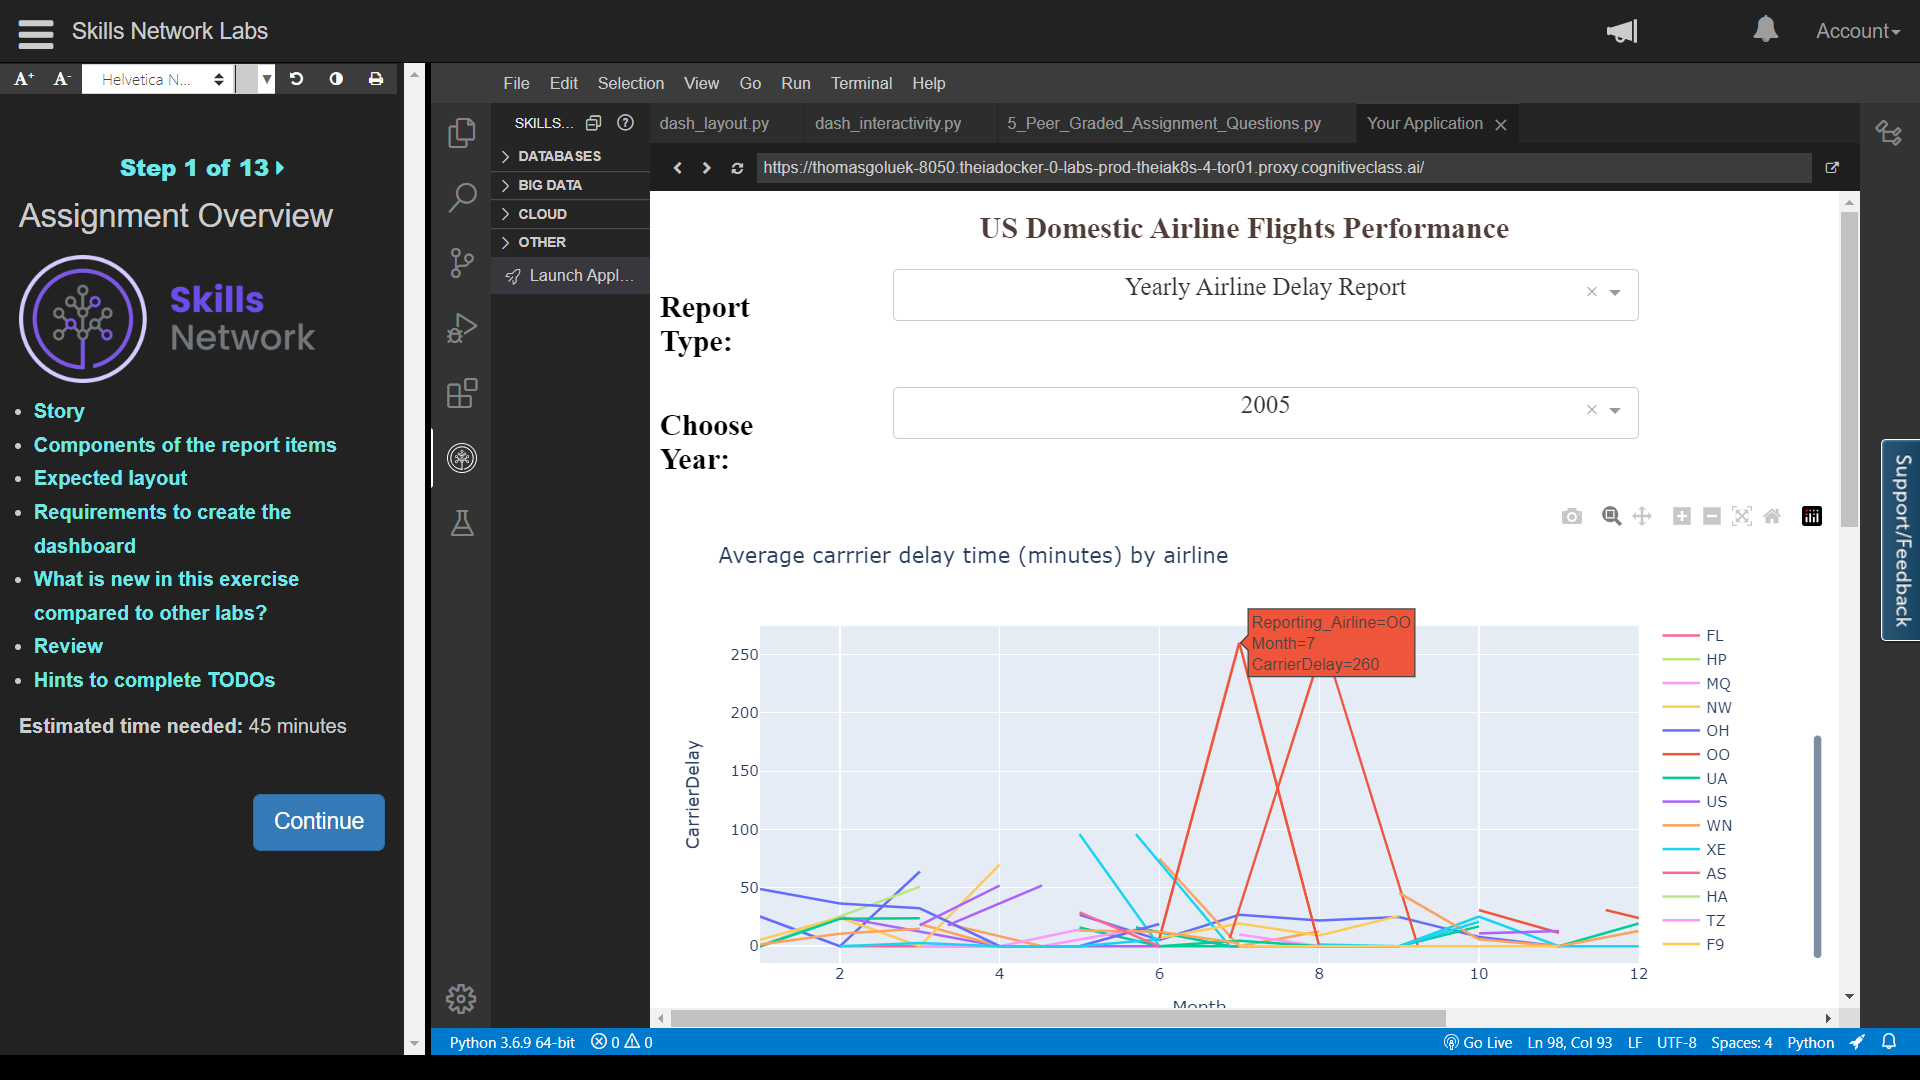 Skills Network Labs
Account
A+ A- Helvetica N...
Step 1 of 13
Assignment Overview
Skills
Network
Story
Components of the report items
Expected layout
Requirements to create the
dashboard
What is new in this exercise
compared to other labs?
Review
Hints to complete TODOs
Estimated time needed: 45 minutes
Continue
File Edit Selection View Go Run Terminal Help
SKILLS...
DATABASES
BIG DATA
CLOUD
OTHER
Launch Appl...
dash_layout.py dash_interactivity.py 5_Peer_Graded_Assignment_Questions.py Your Application
https://thomasgoluek-8050.theiadocker-0-labs-prod-theiak8s-4-tor01.proxy.cognitiveclass.ai/
US Domestic Airline Flights Performance
Report
Type:
Yearly Airline Delay Report
Choose
Year:
2005
Average carrrier delay time (minutes) by airline
Reporting_Airline=OO
Month=7
CarrierDelay=260
CarrierDelay
250
200
150
100
50
0
2 4 6 8 10 12
Month
FL
HP
MQ
NW
OH
OO
UA
US
WN
XE
AS
HA
TZ
F9
Support/Feedback
Python 3.6.9 64-bit 0 0 Go Live Ln 98, Col 93 LF UTF-8 Spaces: 4 Python